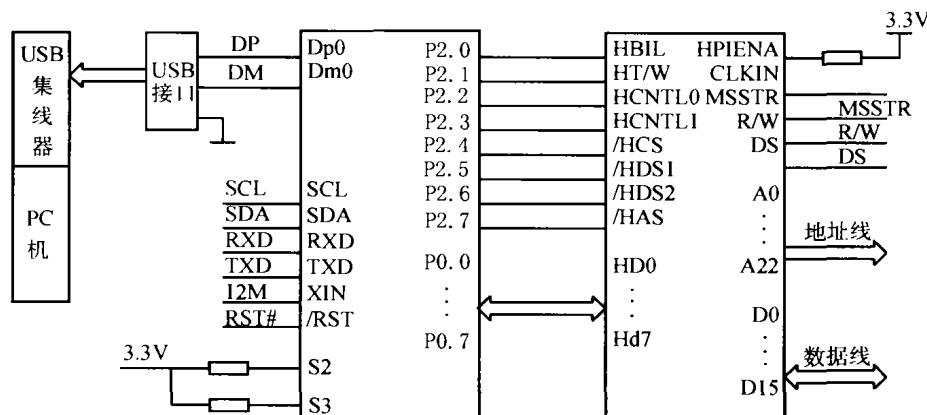 USB
集
线
器
PC
机
USB
接口
DP
DM
SCL
SDA
RXD
TXD
12M
RST#
3.3V
Dp0
Dm0
SCL
SDA
RXD
TXD
XIN
/RST
S2
S3
P2.0
P2.1
P2.2
P2.3
P2.4
P2.5
P2.6
P2.7
P0.0
P0.7
HBIL
HT/W
HCNTL0
HCNTL1
/HCS
/HDS1
/HDS2
/HAS
HD0
Hd7
HPIENA
CLKIN
MSSTR
R/W
DS
A0
A22
D0
D15
3.3V
MSSTR
R/W
DS
地址线
数据线